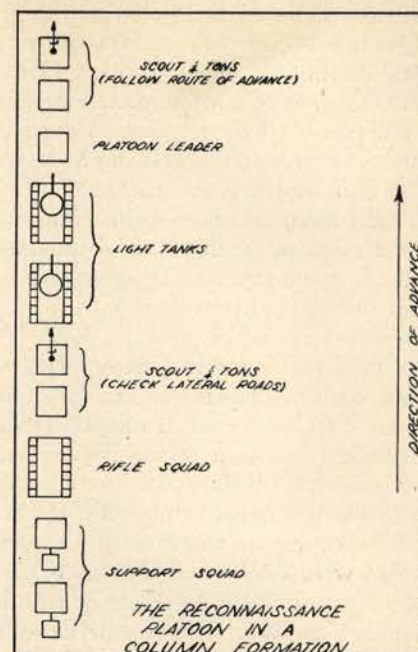 SCOUT ¼ TONS
(FOLLOW ROUTE OF ADVANCE)
PLATOON LEADER
LIGHT TANKS
SCOUT ¼ TONS
(CHECK LATERAL ROADS)
RIFLE SQUAD
SUPPORT SQUAD
DIRECTION OF ADVANCE
THE RECONNAISSANCE
PLATOON IN A
COLUMN FORMATION